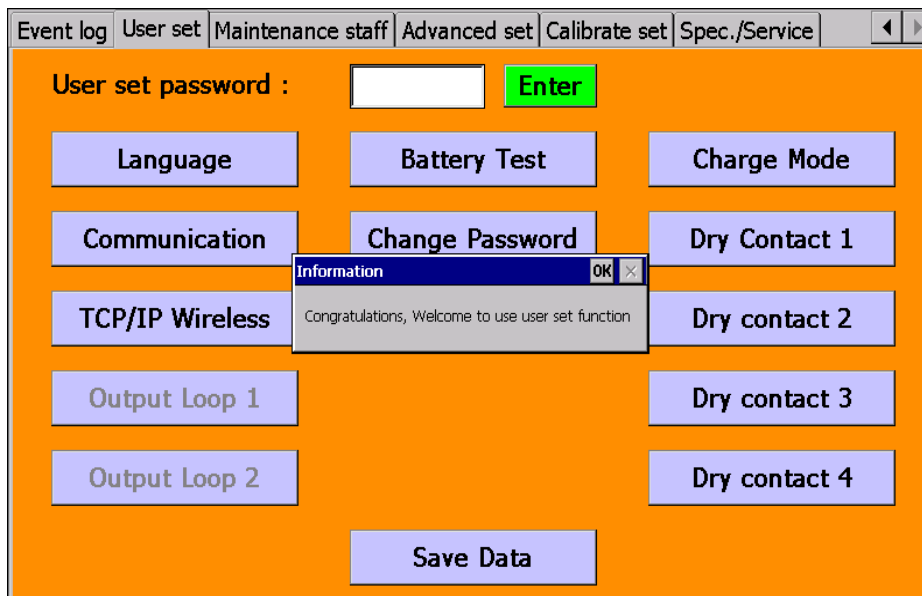 Event log User set Maintenance staff Advanced set Calibrate set Spec./Service
User set password : Enter
Language Battery Test Charge Mode
Communication Change Password Dry Contact 1
Information OK
TCP/IP Wireless Congratulations, Welcome to use user set function Dry contact 2
Output Loop 1 Dry contact 3
Output Loop 2 Dry contact 4
Save Data